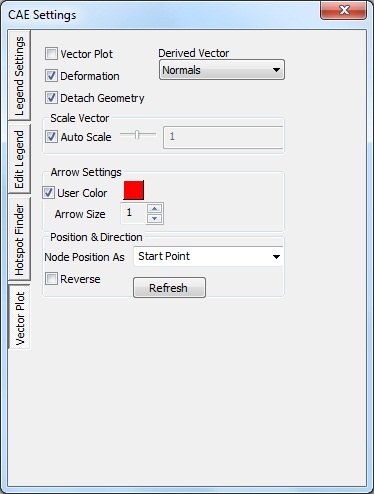 CAE Settings
Legend Settings
Edit Legend
Hotspot Finder
Vector Plot
Vector Plot
Derived Vector
Deformation
Normals
Detach Geometry
Scale Vector
Auto Scale
1
Arrow Settings
User Color
Arrow Size
1
Position & Direction
Node Position As
Start Point
Reverse
Refresh